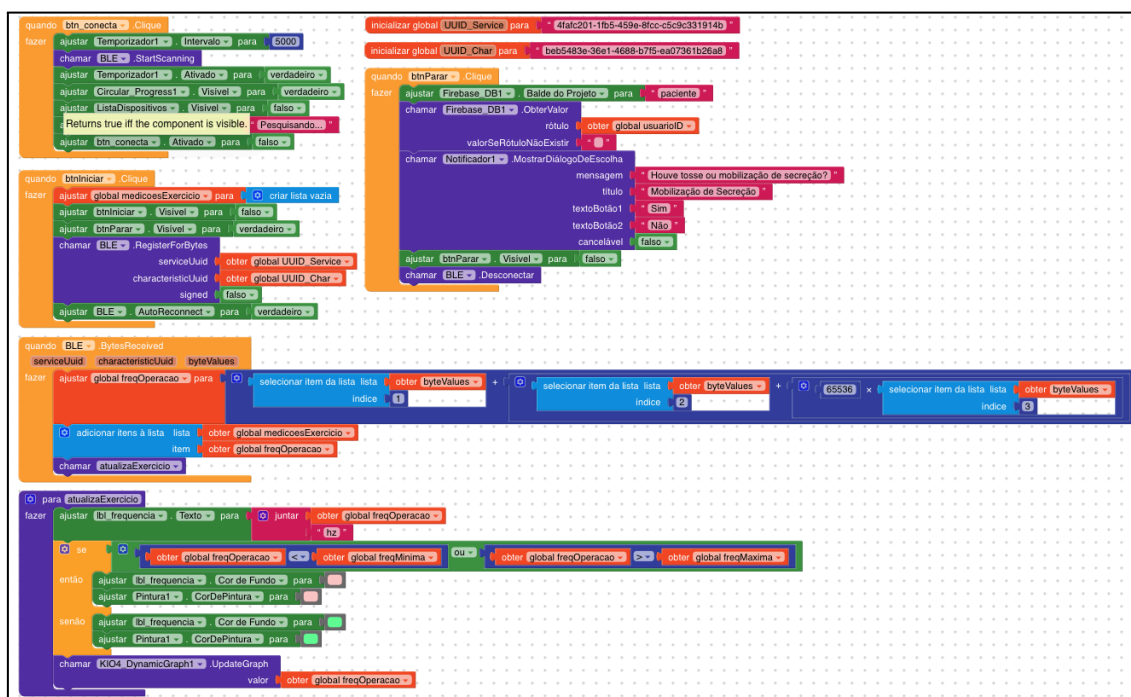 quando btn_conecta .Clique
fazer ajustar Temporizador1 . Intervalo para 5000
chamar BLE .StartScanning
ajustar Temporizador1 . Ativado para verdadeiro
ajustar Circular_Progress1 . Visível para verdadeiro
ajustar ListaDispositivos . Visível para falso
Returns true iff the component is visible. " Pesquisando... "
ajustar btn_conecta . Ativado para falso
quando btnIniciar .Clique
fazer ajustar global medicoesExercicio para criar lista vazia
ajustar btnIniciar . Visível para falso
ajustar btnParar . Visível para verdadeiro
chamar BLE .RegisterForBytes
serviceUuid obter global UUID_Service
characteristicUuid obter global UUID_Char
signed falso
ajustar BLE . AutoReconnect para verdadeiro
inicializar global UUID_Service para " 4fafc201-1fb5-459e-8fcc-c5c9c331914b "
inicializar global UUID_Char para " beb5483e-36e1-4688-b7f5-ea07361b26a8 "
quando btnParar .Clique
fazer ajustar Firebase_DB1 . Balde do Projeto para " paciente "
chamar Firebase_DB1 .ObterValor
rótulo obter global usuarioID
valorSeRótuloNãoExistir " "
chamar Notificador1 .MostrarDiálogoDeEscolha
mensagem " Houve tosse ou mobilização de secreção? "
título " Mobilização de Secreção "
textoBotão1 " Sim "
textoBotão2 " Não "
cancelável falso
ajustar btnParar . Visível para falso
chamar BLE .Desconectar
quando BLE .BytesReceived
serviceUuid characteristicUuid byteValues
fazer ajustar global freqOperacao para selecionar item da lista lista obter byteValues + selecionar item da lista lista obter byteValues + 65536 × selecionar item da lista lista obter byteValues
índice 1 índice 2 índice 3
adicionar itens à lista lista obter global medicoesExercicio
item obter global freqOperacao
chamar atualizaExercicio
para atualizaExercicio
fazer ajustar lbl_frequencia . Texto para juntar obter global freqOperacao
" hz "
se obter global freqOperacao < obter global freqMinima ou obter global freqOperacao > obter global freqMaxima
então ajustar lbl_frequencia . Cor de Fundo para
ajustar Pintura1 . CorDePintura para
senão ajustar lbl_frequencia . Cor de Fundo para
ajustar Pintura1 . CorDePintura para
chamar KIO4_DynamicGraph1 .UpdateGraph
valor obter global freqOperacao